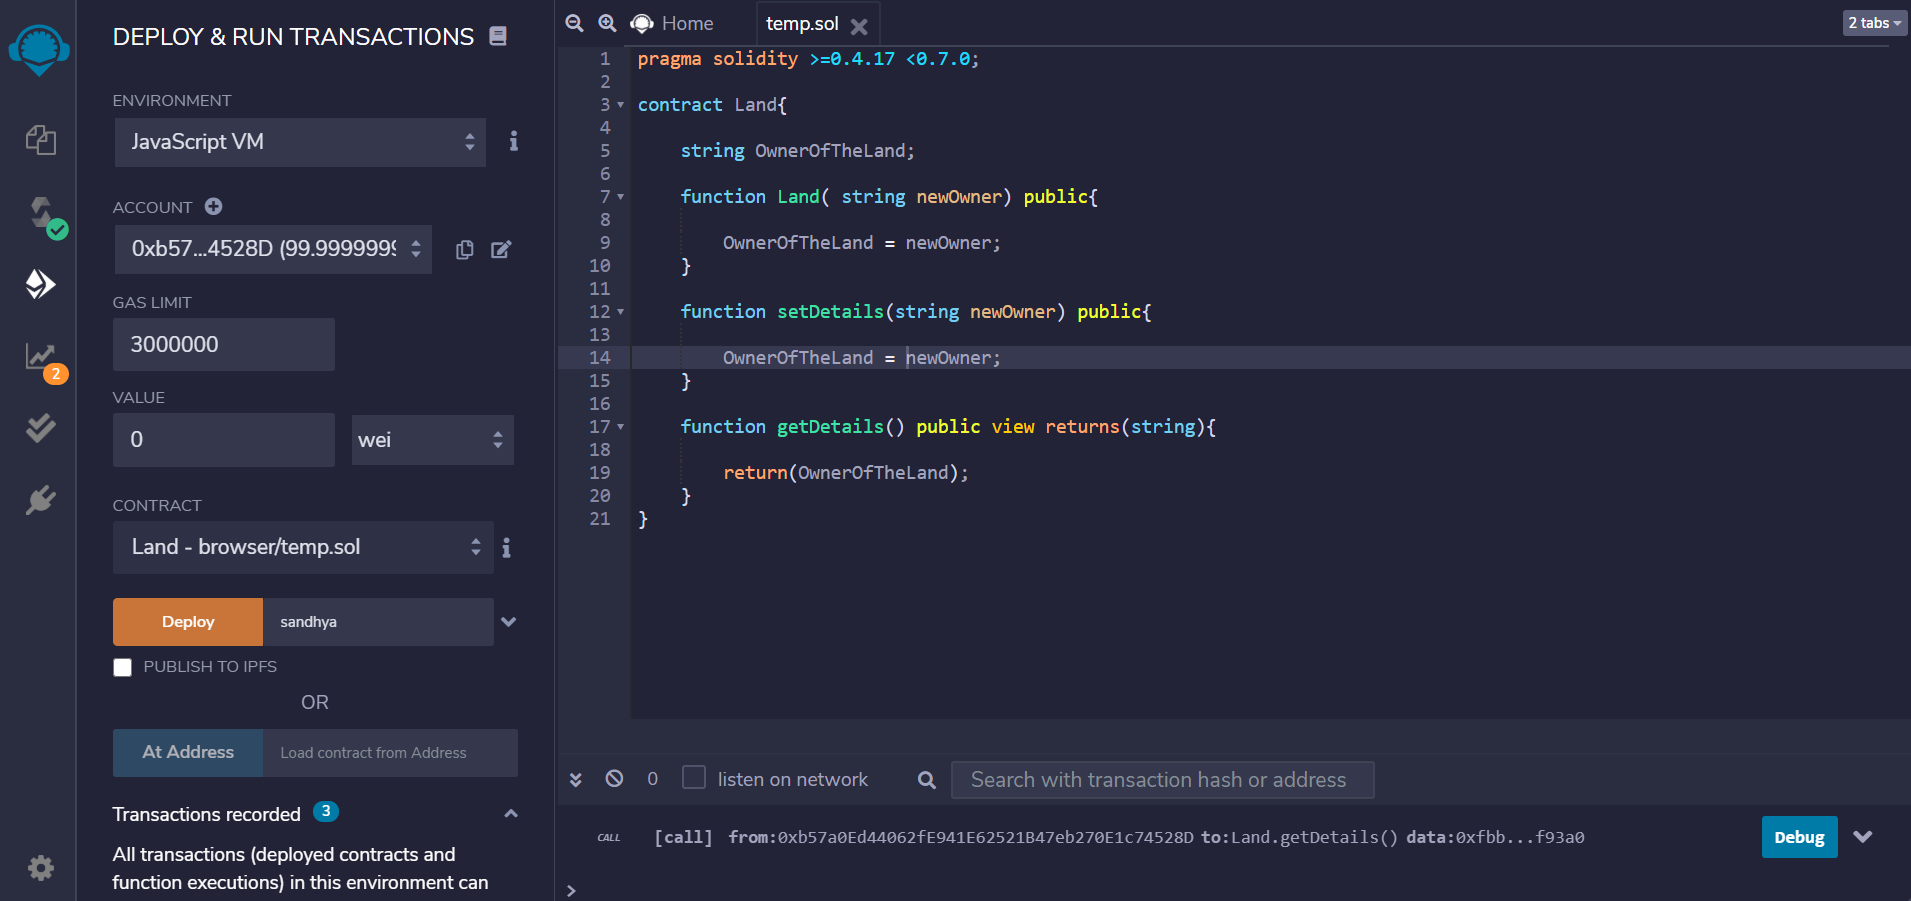 DEPLOY & RUN TRANSACTIONS
ENVIRONMENT
JavaScript VM
ACCOUNT
0xb57...4528D (99.9999999
GAS LIMIT
3000000
VALUE
0 wei
CONTRACT
Land - browser/temp.sol
Deploy sandhya
PUBLISH TO IPFS
OR
At Address Load contract from Address
Transactions recorded 3
All transactions (deployed contracts and
function executions) in this environment can
2
Home temp.sol 2 tabs
1 pragma solidity >=0.4.17 <0.7.0;
2
3 contract Land{
4
5 string OwnerOfTheLand;
6
7 function Land( string newOwner) public{
8
9 OwnerOfTheLand = newOwner;
10 }
11
12 function setDetails(string newOwner) public{
13
14 OwnerOfTheLand = newOwner;
15 }
16
17 function getDetails() public view returns(string){
18
19 return(OwnerOfTheLand);
20 }
21 }
0 listen on network Search with transaction hash or address
CALL [call] from:0xb57a0Ed44062fE941E62521B47eb270E1c74528D to:Land.getDetails() data:0xfbb...f93a0 Debug
>